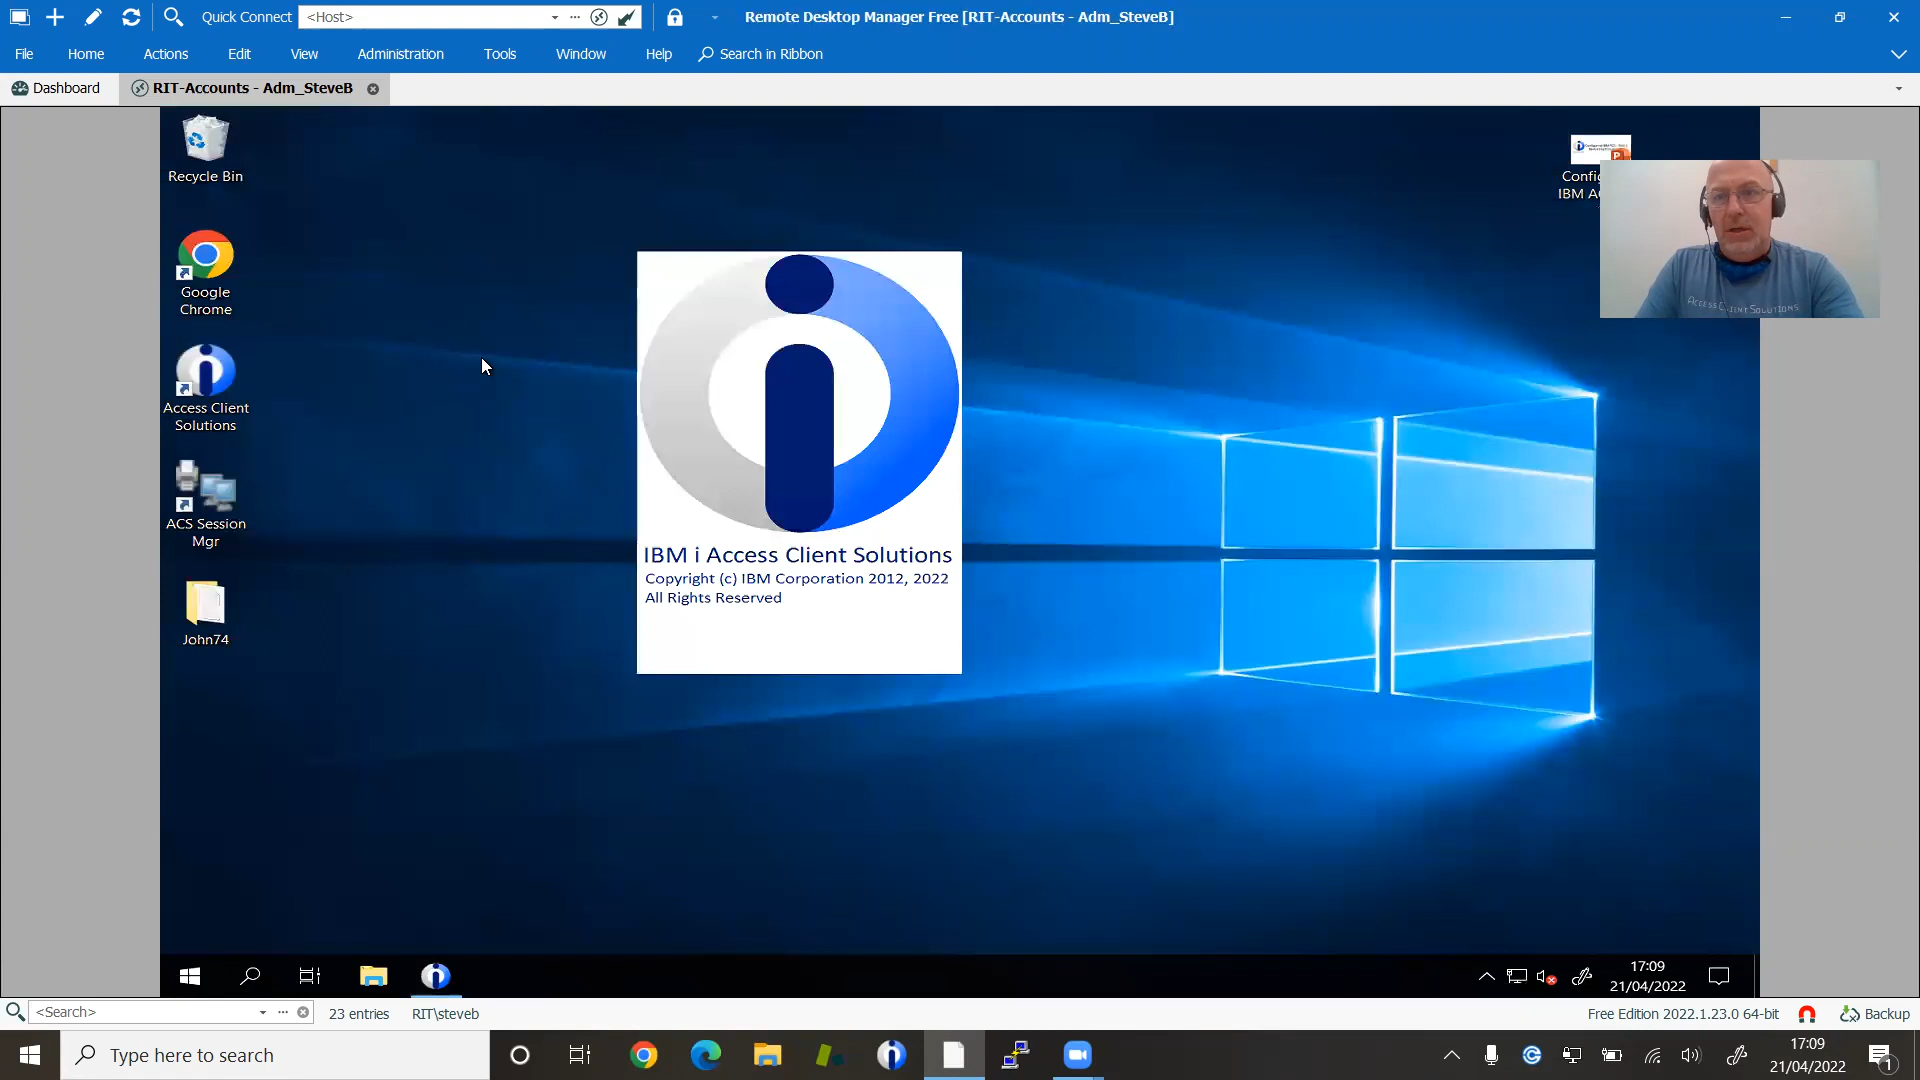 Quick Connect <Host> Remote Desktop Manager Free [RIT-Accounts - Adm_SteveB]
File Home Actions Edit View Administration Tools Window Help Search in Ribbon
Dashboard RIT-Accounts - Adm_SteveB
Recycle Bin
Google
Chrome
Access Client
Solutions
ACS Session
Mgr
John74
IBM i Access Client Solutions
Copyright (c) IBM Corporation 2012, 2022
All Rights Reserved
IBM
ACCESS CLIENT SOLUTIONS
17:09
21/04/2022
<Search> 23 entries RIT\steveb Free Edition 2022.1.23.0 64-bit Backup
Type here to search
17:09
21/04/2022
1